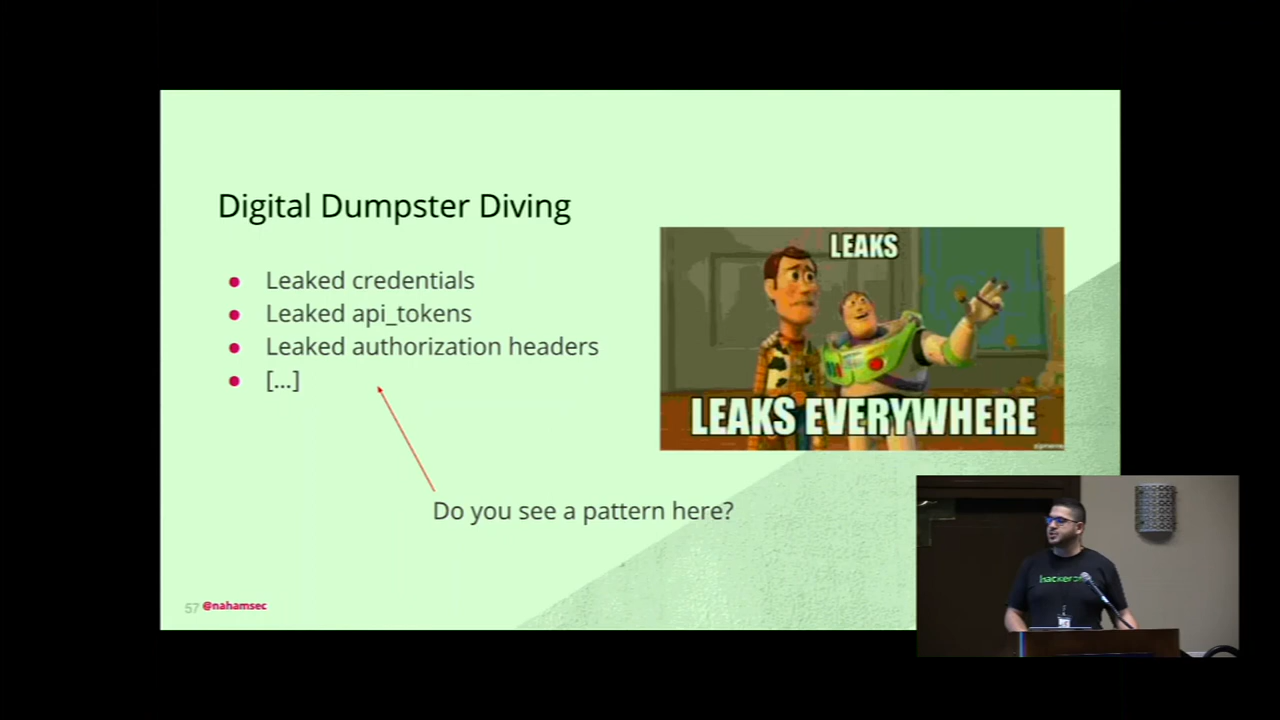 Digital Dumpster Diving
● Leaked credentials
● Leaked api_tokens
● Leaked authorization headers
● [...]
Do you see a pattern here?
LEAKS
LEAKS EVERYWHERE
57 @nahamsec